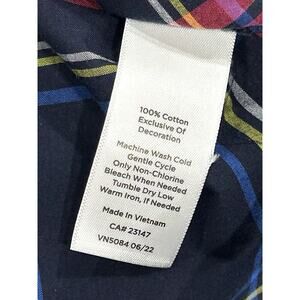 100% Cotton
Exclusive Of
Decoration
Machine Wash Cold
Gentle Cycle
Only Non-Chlorine
Bleach When Needed
Tumble Dry Low
Warm Iron, If Needed
Made In Vietnam
CA# 23147
VN5084 06/22